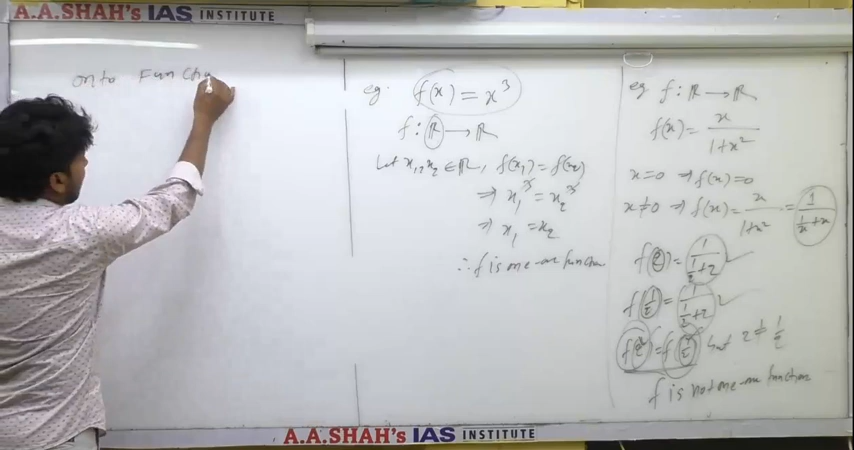 A.A.SHAH's IAS INSTITUTE
onto Functi
eg. f(x) = x³
f : ℝ → ℝ
Let x₁, x₂ ∈ ℝ, f(x₁) = f(x₂)
⇒ x₁³ = x₂³
⇒ x₁ = x₂
∴ f is one-one function
eg f : ℝ → ℝ
f(x) = x/(1+x²)
x=0 ⇒ f(x)=0
x≠0 ⇒ f(x) = x/(1+x²) = 1/(1/x + x)
f(2) = 1/(1/2 + 2) ✓
f(1/2) = 1/(1/2 + 2) ✓
f(2) = f(1/2) but 2 ≠ 1/2
f is not one-one function
A.A.SHAH's IAS INSTITUTE